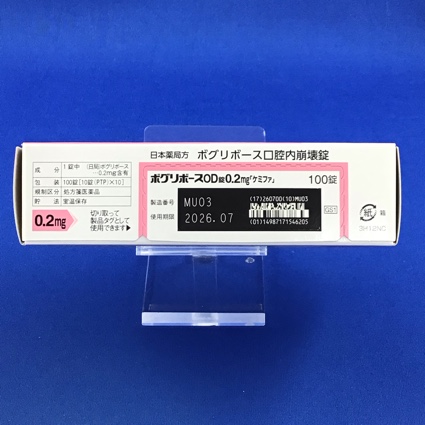 日本薬局方 ボグリボース口腔内崩壊錠
ボグリボースOD錠0.2mg「ケミファ」 100錠
成分 1錠中 (日局)ボグリボース…0.2mg含有
包装 100錠[10錠(PTP)×10]
規制区分 処方箋医薬品
貯法 室温保存
0.2mg
切り取って
製品タグとして
使用できます
製造番号 MU03
使用期限 2026.07
(17)260700(10)MU03
(01)14987171546205
GS1
紙 箱